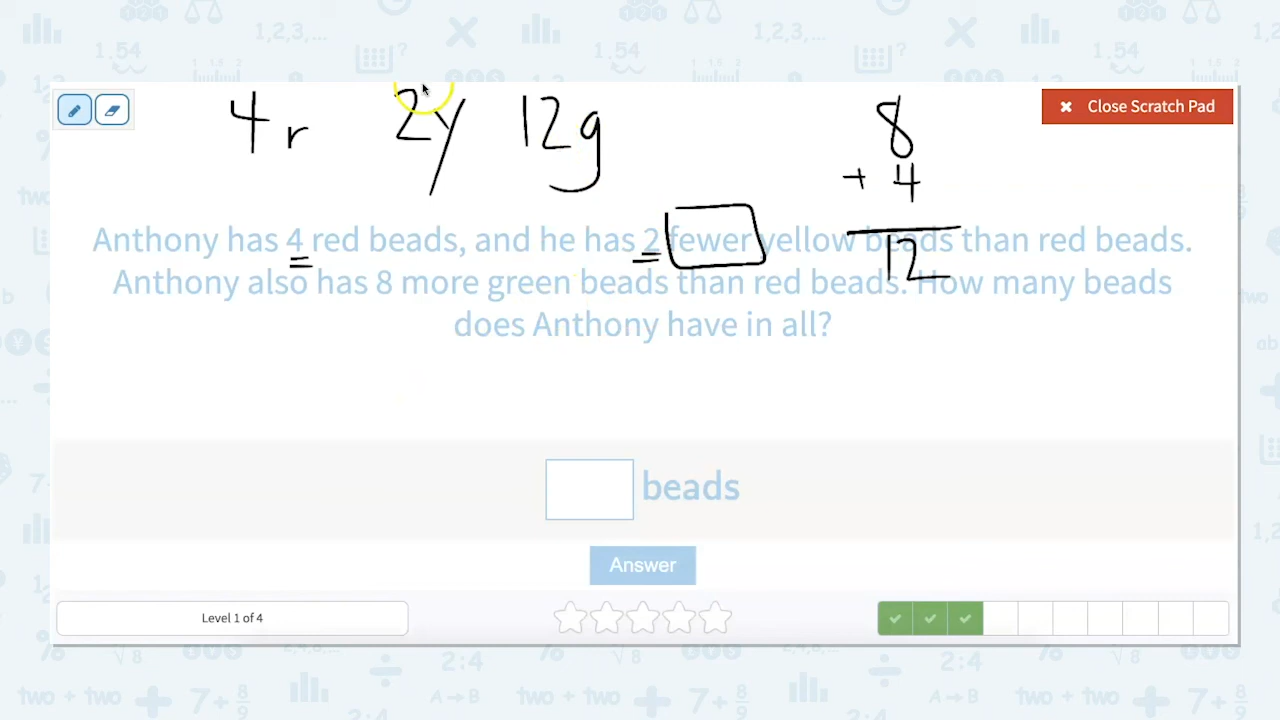 4 r 2y 12g 8
✖ Close Scratch Pad
+ 4
12
Anthony has 4 red beads, and he has 2 fewer yellow beads than red beads.
Anthony also has 8 more green beads than red beads. How many beads
does Anthony have in all?
beads
Answer
Level 1 of 4